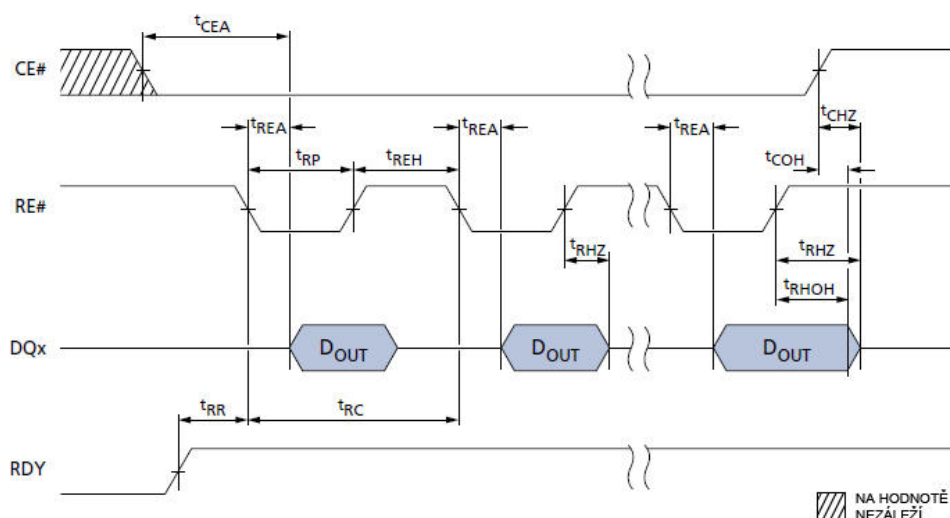 tCEA
CE#
tCHZ
tREA
tREA
tREA
tRP
tREH
tCOH
RE#
tRHZ
tRHZ
tRHOH
DQx
DOUT
DOUT
DOUT
tRR
tRC
RDY
NA HODNOTĚ
NEZÁLEŽÍ